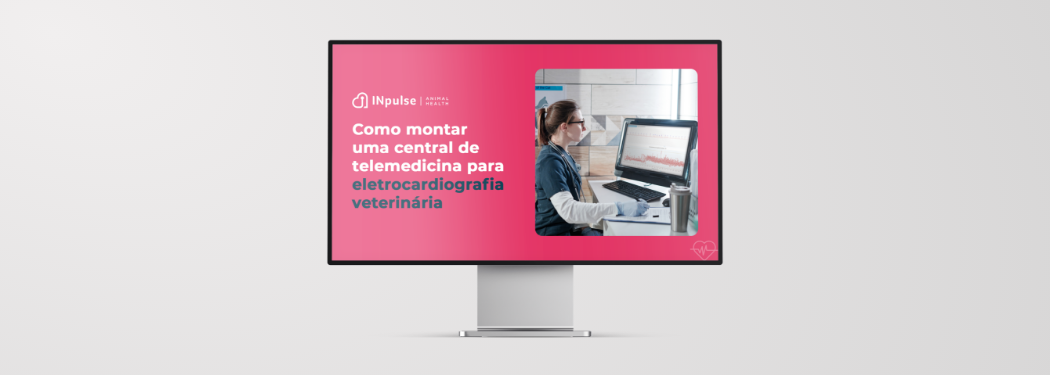 INpulse | ANIMAL HEALTH
Como montar
uma central de
telemedicina para
eletrocardiografia
veterinária